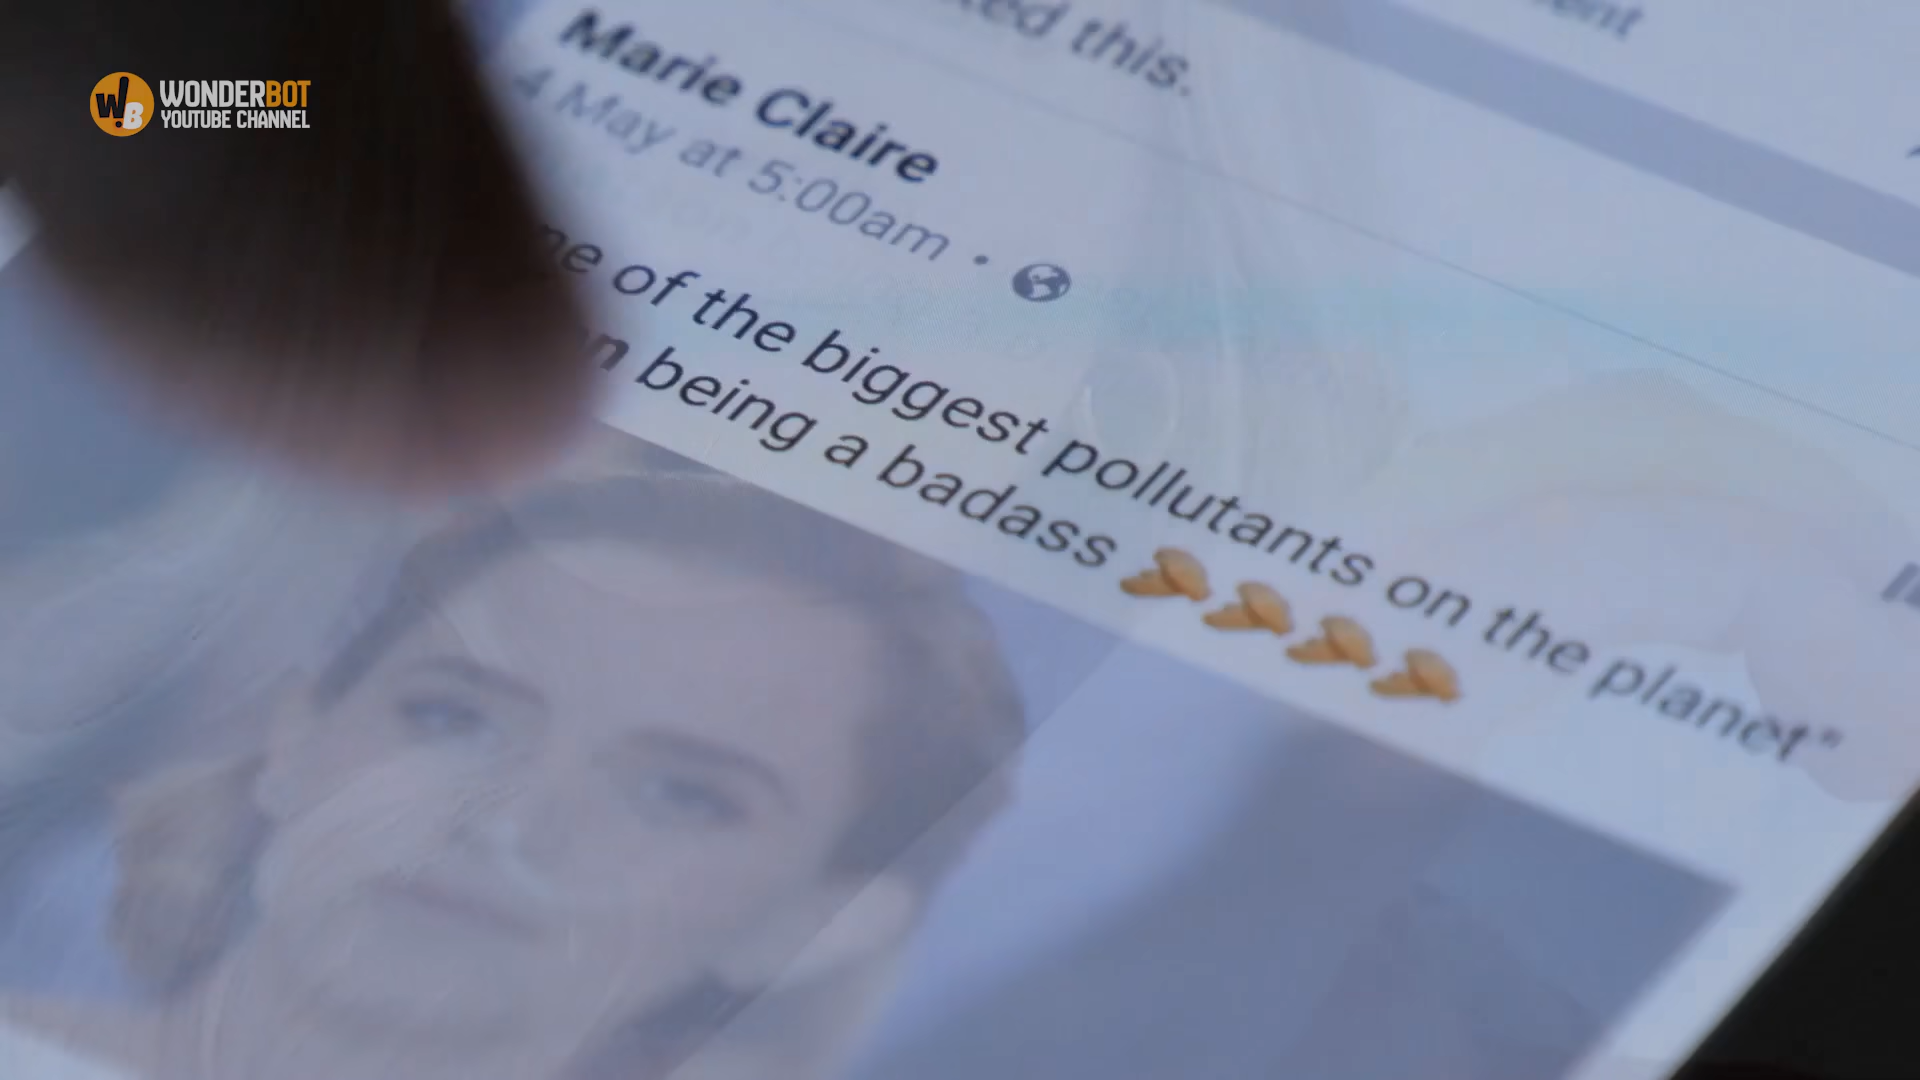 WONDERBOT
YOUTUBE CHANNEL
this.
Marie Claire
4 May at 5:00am
of the biggest pollutants on the planet"
being a badass 💪💪💪💪